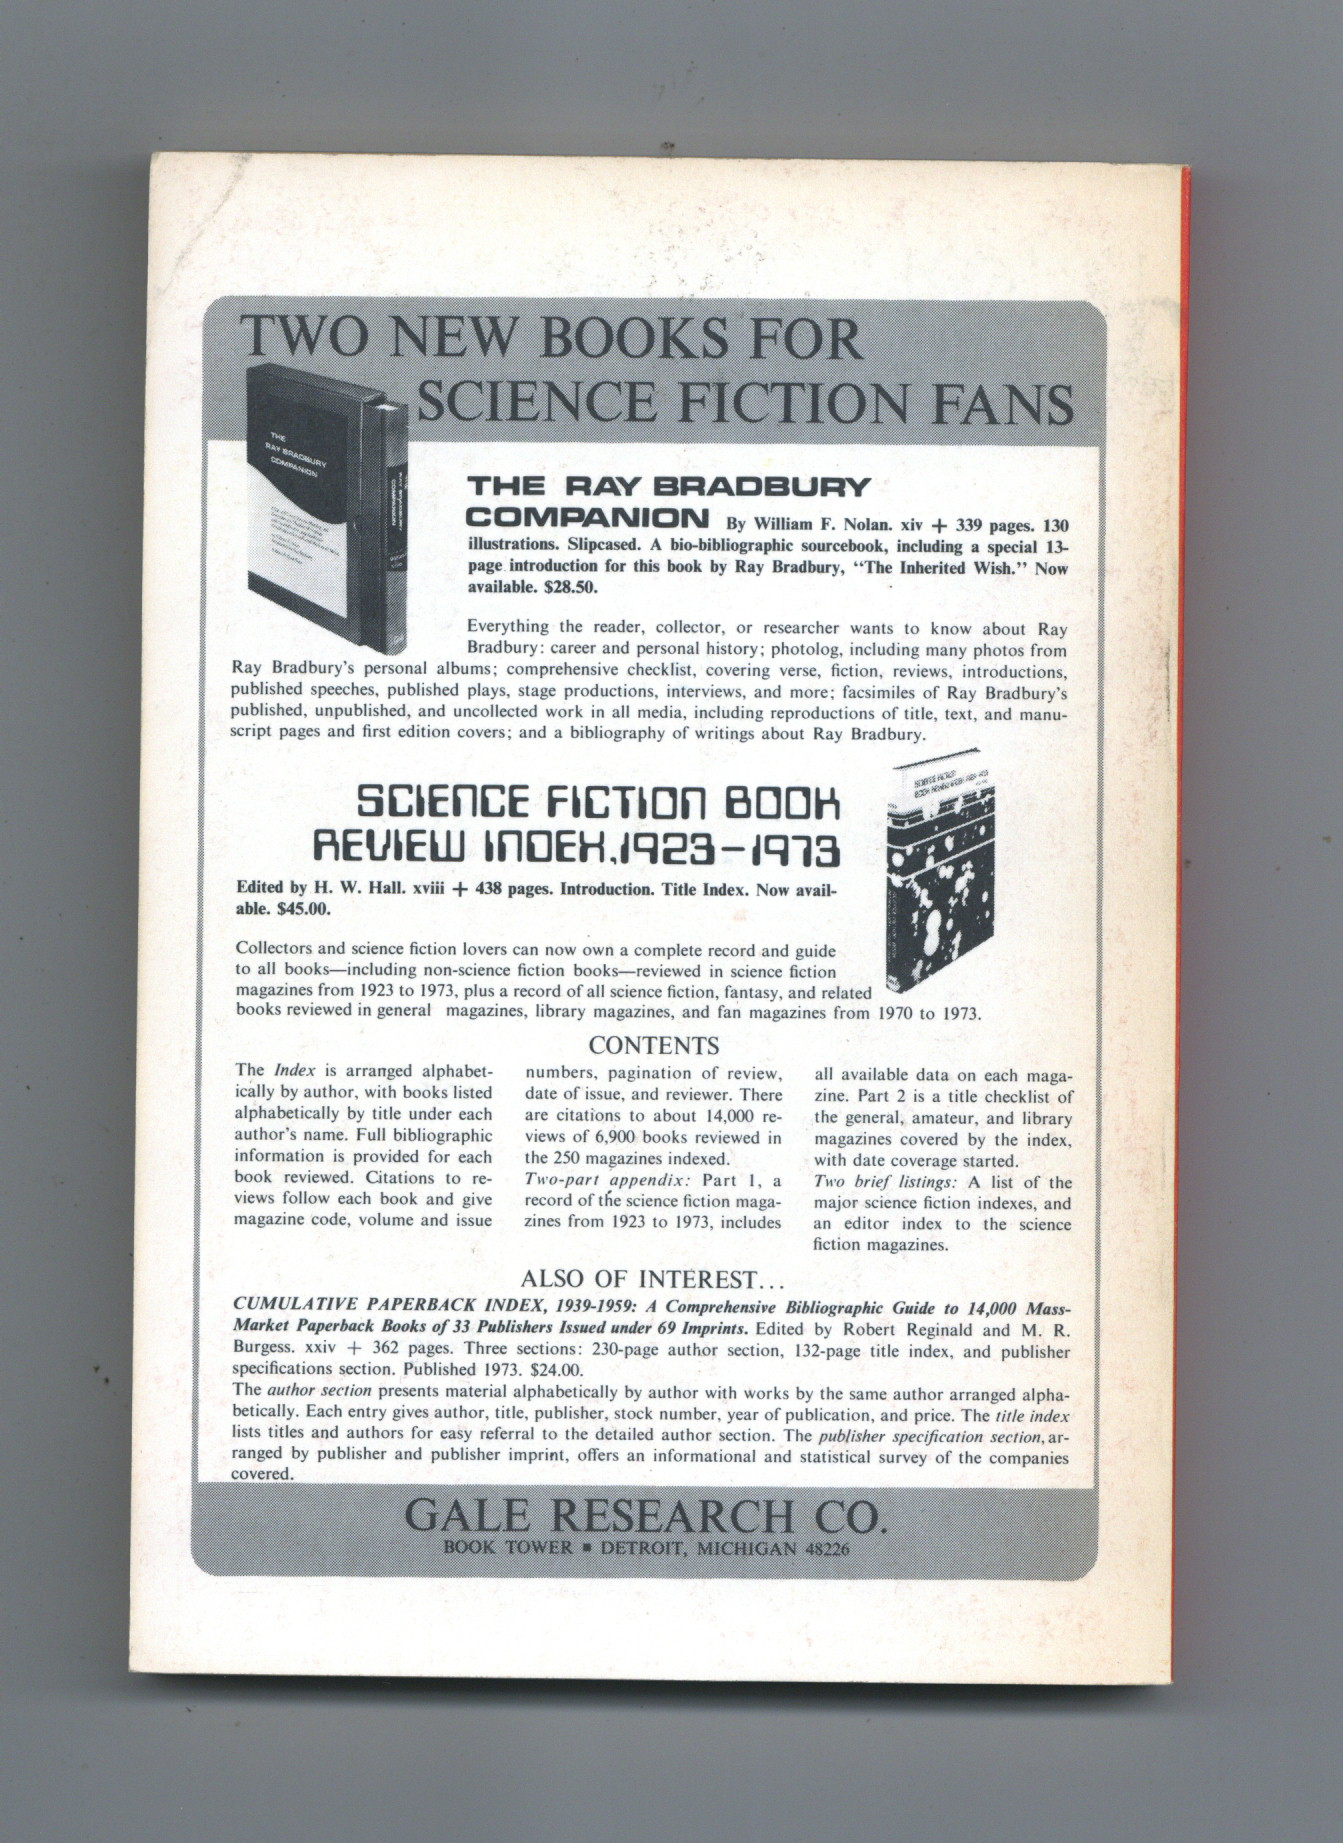 TWO NEW BOOKS FOR
SCIENCE FICTION FANS
THE
RAY BRADBURY
COMPANION
THE RAY BRADBURY
COMPANION By William F. Nolan. xiv + 339 pages. 130
illustrations. Slipcased. A bio-bibliographic sourcebook, including a special 13-
page introduction for this book by Ray Bradbury, “The Inherited Wish.” Now
available. $28.50.
Everything the reader, collector, or researcher wants to know about Ray
Bradbury: career and personal history; photolog, including many photos from
Ray Bradbury's personal albums; comprehensive checklist, covering verse, fiction, reviews, introductions,
published speeches, published plays, stage productions, interviews, and more; facsimiles of Ray Bradbury's
published, unpublished, and uncollected work in all media, including reproductions of title, text, and manu-
script pages and first edition covers; and a bibliography of writings about Ray Bradbury.
SCIENCE FICTION BOOK
REVIEW INDEX, 1923-1973
SCIENCE FICTION
BOOK REVIEW INDEX 1923-1973
Edited by H. W. Hall. xviii + 438 pages. Introduction. Title Index. Now avail-
able. $45.00.
Collectors and science fiction lovers can now own a complete record and guide
to all books—including non-science fiction books—reviewed in science fiction
magazines from 1923 to 1973, plus a record of all science fiction, fantasy, and related
books reviewed in general magazines, library magazines, and fan magazines from 1970 to 1973.
CONTENTS
The Index is arranged alphabet-
ically by author, with books listed
alphabetically by title under each
author's name. Full bibliographic
information is provided for each
book reviewed. Citations to re-
views follow each book and give
magazine code, volume and issue
numbers, pagination of review,
date of issue, and reviewer. There
are citations to about 14,000 re-
views of 6,900 books reviewed in
the 250 magazines indexed.
Two-part appendix: Part 1, a
record of the science fiction maga-
zines from 1923 to 1973, includes
all available data on each maga-
zine. Part 2 is a title checklist of
the general, amateur, and library
magazines covered by the index,
with date coverage started.
Two brief listings: A list of the
major science fiction indexes, and
an editor index to the science
fiction magazines.
ALSO OF INTEREST...
CUMULATIVE PAPERBACK INDEX, 1939-1959: A Comprehensive Bibliographic Guide to 14,000 Mass-
Market Paperback Books of 33 Publishers Issued under 69 Imprints. Edited by Robert Reginald and M. R.
Burgess. xxiv + 362 pages. Three sections: 230-page author section, 132-page title index, and publisher
specifications section. Published 1973. $24.00.
The author section presents material alphabetically by author with works by the same author arranged alpha-
betically. Each entry gives author, title, publisher, stock number, year of publication, and price. The title index
lists titles and authors for easy referral to the detailed author section. The publisher specification section, ar-
ranged by publisher and publisher imprint, offers an informational and statistical survey of the companies
covered.
GALE RESEARCH CO.
BOOK TOWER ■ DETROIT, MICHIGAN 48226